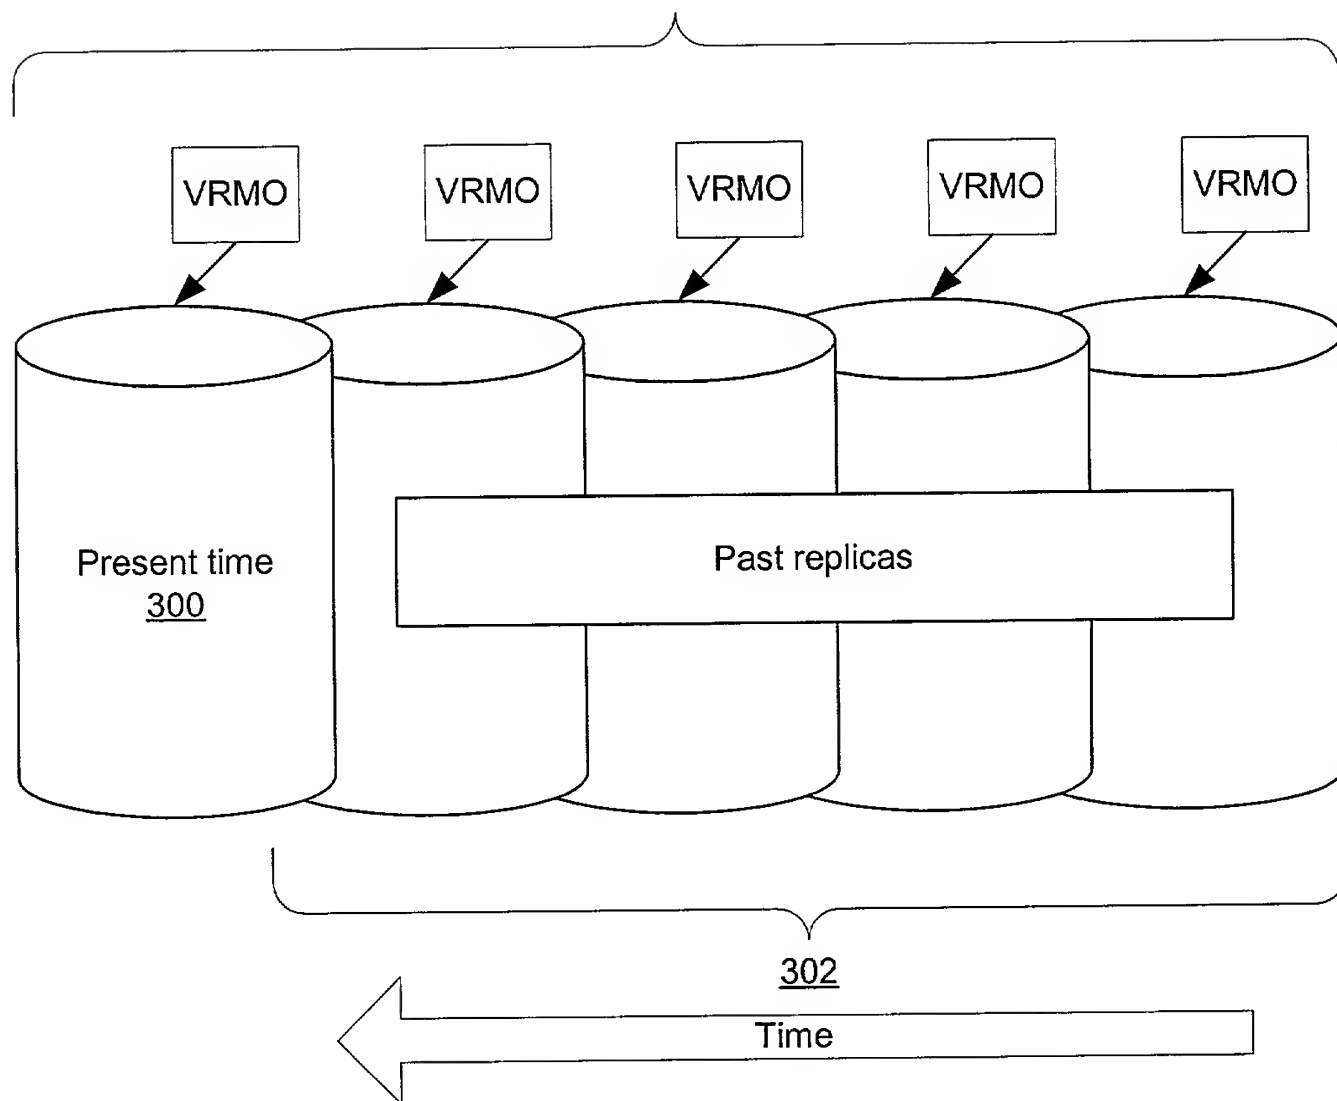 VRMO
VRMO
VRMO
VRMO
VRMO
Present time
300
Past replicas
302
Time